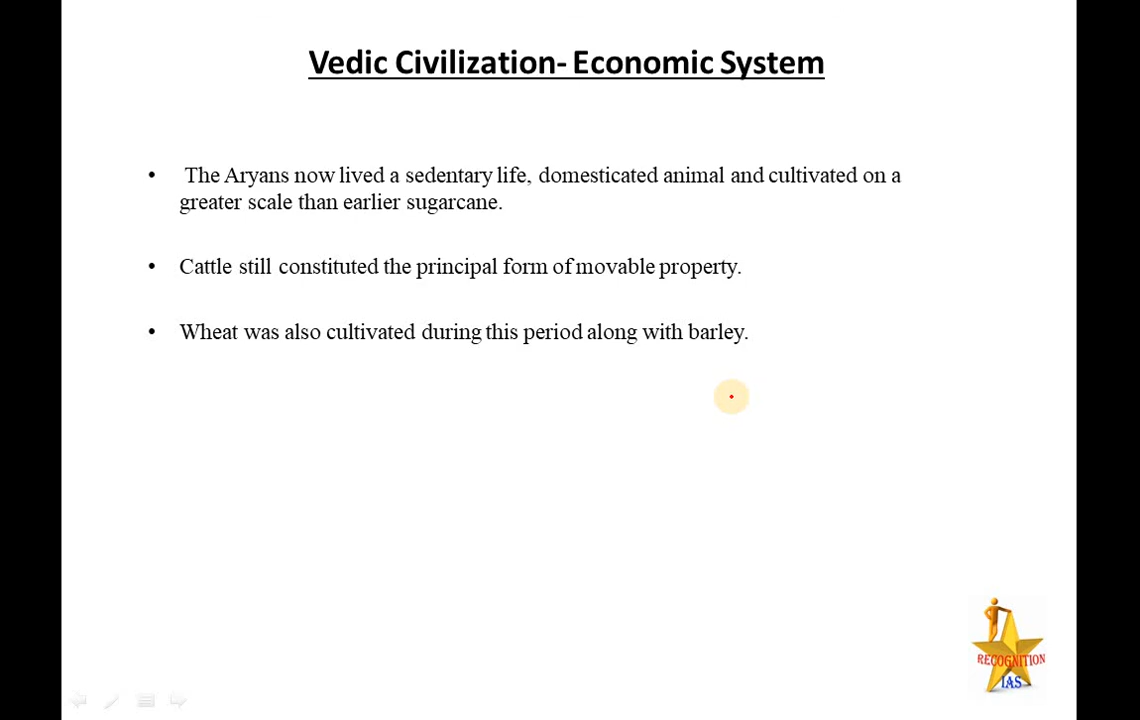 Vedic Civilization- Economic System
• The Aryans now lived a sedentary life, domesticated animal and cultivated on a
greater scale than earlier sugarcane.
• Cattle still constituted the principal form of movable property.
• Wheat was also cultivated during this period along with barley.
RECOGNITION
IAS